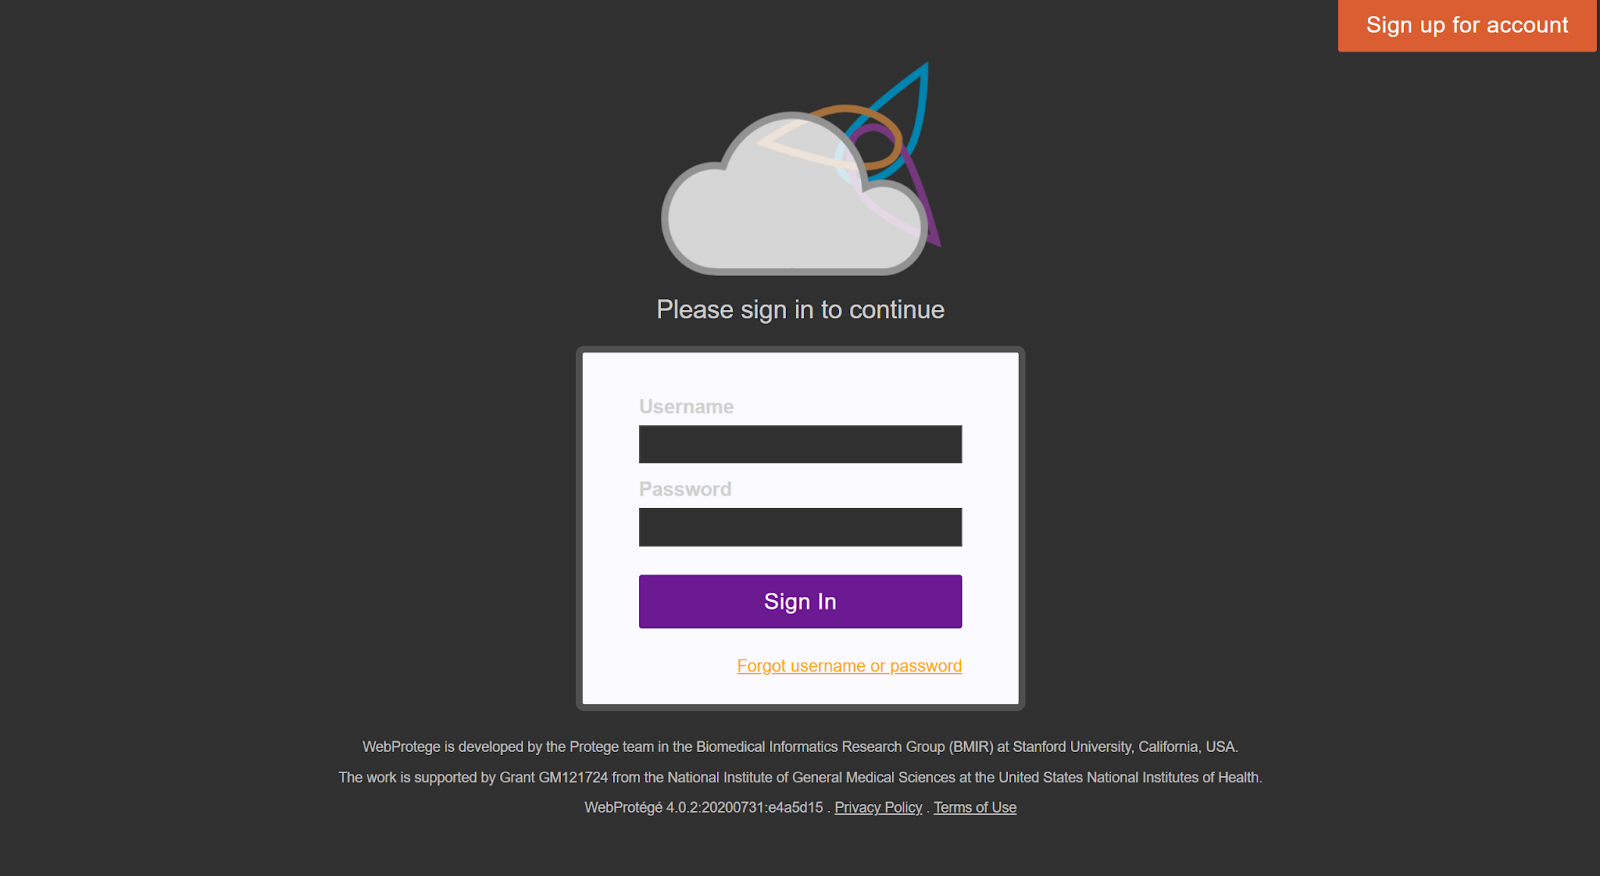 Sign up for account
Please sign in to continue
Username
Password
Sign In
Forgot username or password
WebProtege is developed by the Protege team in the Biomedical Informatics Research Group (BMIR) at Stanford University, California, USA.
The work is supported by Grant GM121724 from the National Institute of General Medical Sciences at the United States National Institutes of Health.
WebProtégé 4.0.2:20200731:e4a5d15 . Privacy Policy . Terms of Use